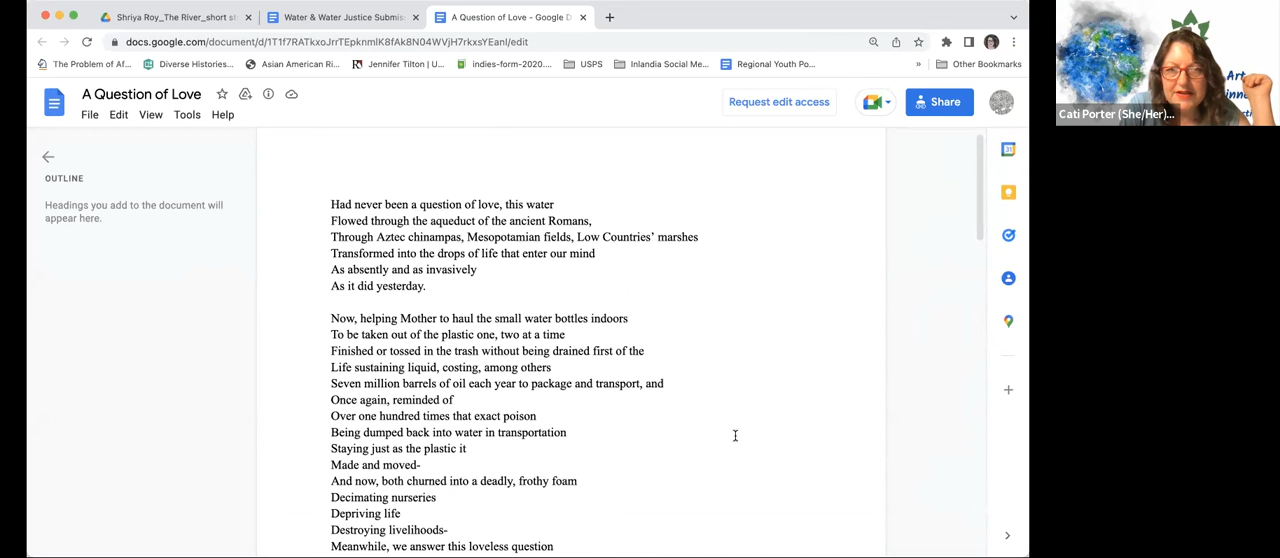 Shriya Roy_The River_short s
Water & Water Justice Submis
A Question of Love - Google D
docs.google.com/document/d/1T1f7RATkxoJrrTEpknmlK8fAk8N04WVjH7rkxsYEanI/edit
The Problem of Af...
Diverse Histories...
Asian American Ri...
Jennifer Tilton | U...
indies-form-2020....
USPS
Inlandia Social Me...
Regional Youth Po...
»
Other Bookmarks
A Question of Love
File Edit View Tools Help
Request edit access
Share
OUTLINE
Headings you add to the document will
appear here.
Had never been a question of love, this water
Flowed through the aqueduct of the ancient Romans,
Through Aztec chinampas, Mesopotamian fields, Low Countries’ marshes
Transformed into the drops of life that enter our mind
As absently and as invasively
As it did yesterday.
Now, helping Mother to haul the small water bottles indoors
To be taken out of the plastic one, two at a time
Finished or tossed in the trash without being drained first of the
Life sustaining liquid, costing, among others
Seven million barrels of oil each year to package and transport, and
Once again, reminded of
Over one hundred times that exact poison
Being dumped back into water in transportation
Staying just as the plastic it
Made and moved-
And now, both churned into a deadly, frothy foam
Decimating nurseries
Depriving life
Destroying livelihoods-
Meanwhile, we answer this loveless question
31
Art
Cati Porter (She/Her)...